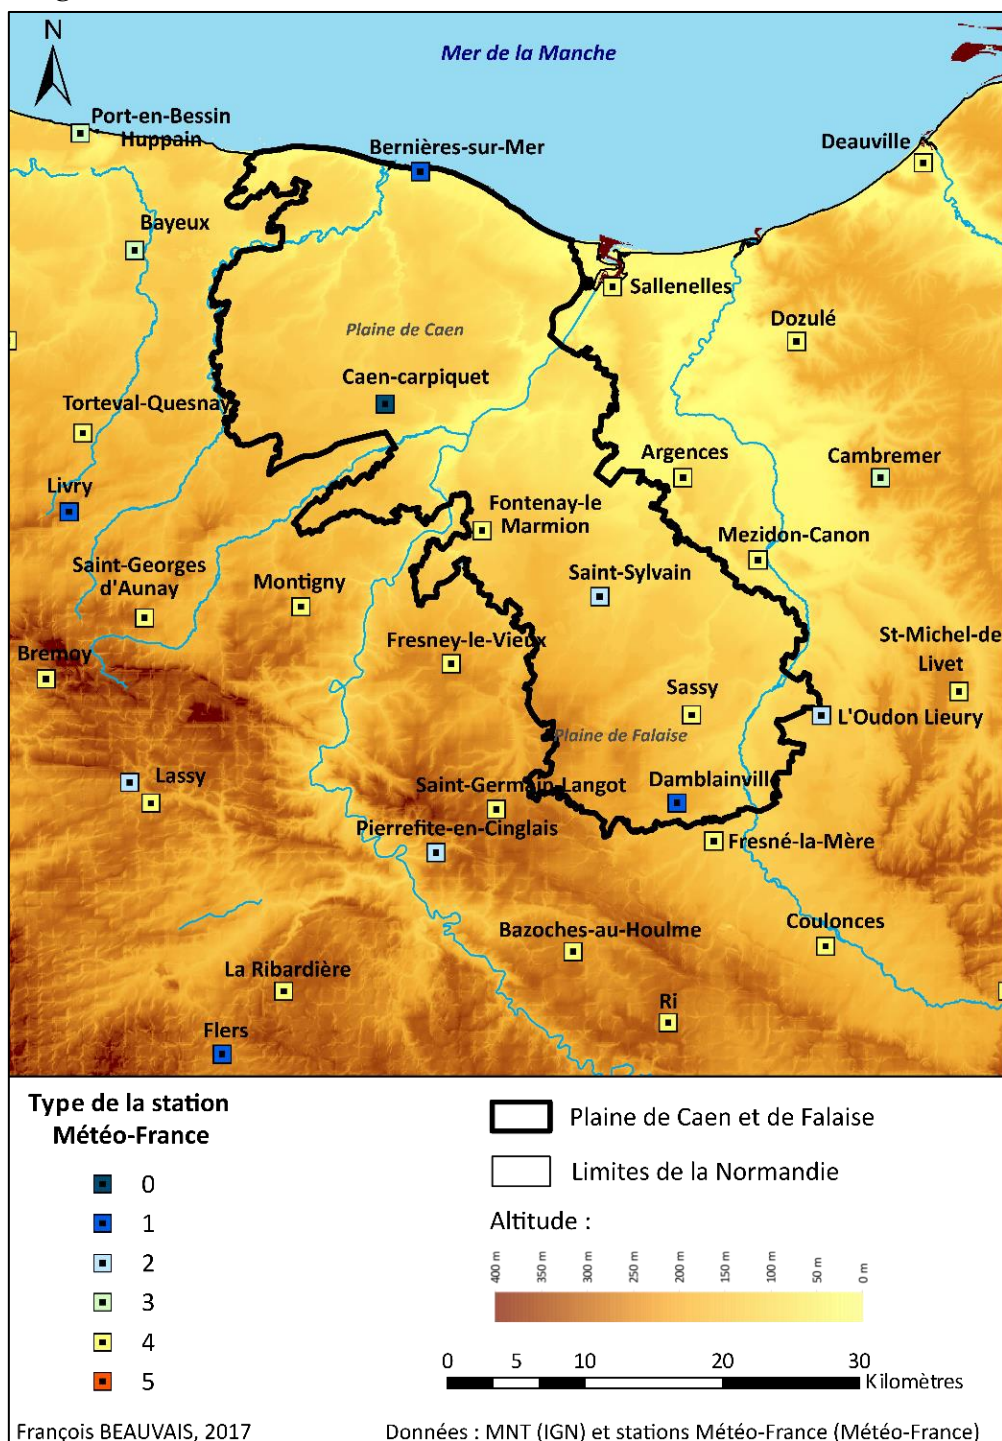 Mer de la Manche
N
Port-en-Bessin
Huppain
Bernières-sur-Mer
Deauville
Bayeux
Sallenelles
Plaine de Caen
Dozulé
Caen-carpiquet
Torteval-Quesnay
Argences
Cambremer
Livry
Fontenay-le
Marmion
Mezidon-Canon
Saint-Georges
d'Aunay
Montigny
Saint-Sylvain
Bremoy
Fresney-le-Vieux
St-Michel-de
Livet
Sassy
L'Oudon Lieury
Plaine de Falaise
Lassy
Saint-Germain-Langot
Damblainville
Pierrefite-en-Cinglais
Fresné-la-Mère
Bazoches-au-Houlme
Coulonces
La Ribardière
Ri
Flers
Type de la station
Météo-France
0
1
2
3
4
5
Plaine de Caen et de Falaise
Limites de la Normandie
Altitude :
400 m
350 m
300 m
250 m
200 m
150 m
100 m
50 m
0 m
0 5 10 20 30
Kilomètres
François BEAUVAIS, 2017
Données : MNT (IGN) et stations Météo-France (Météo-France)